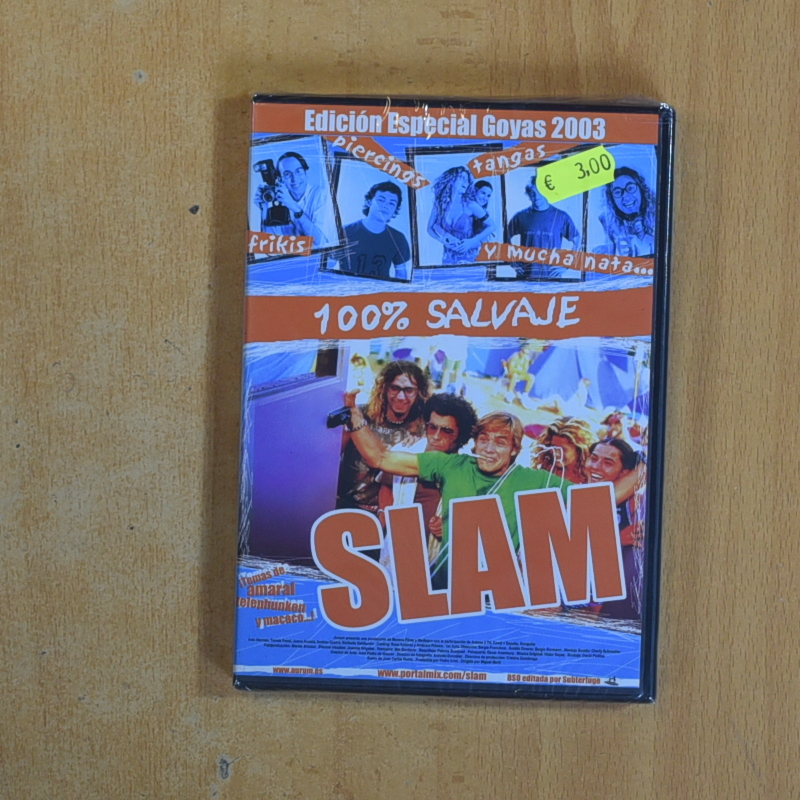 Edición Especial Goyas 2003
piercings
tangas
€ 3,00
frikis
y mucha nata...
100% SALVAJE
SLAM
Temas de
amaral
telephunken
y macaco...!
www.aurum.es
www.portalmix.com/slam
BSO editada por Subterfuge